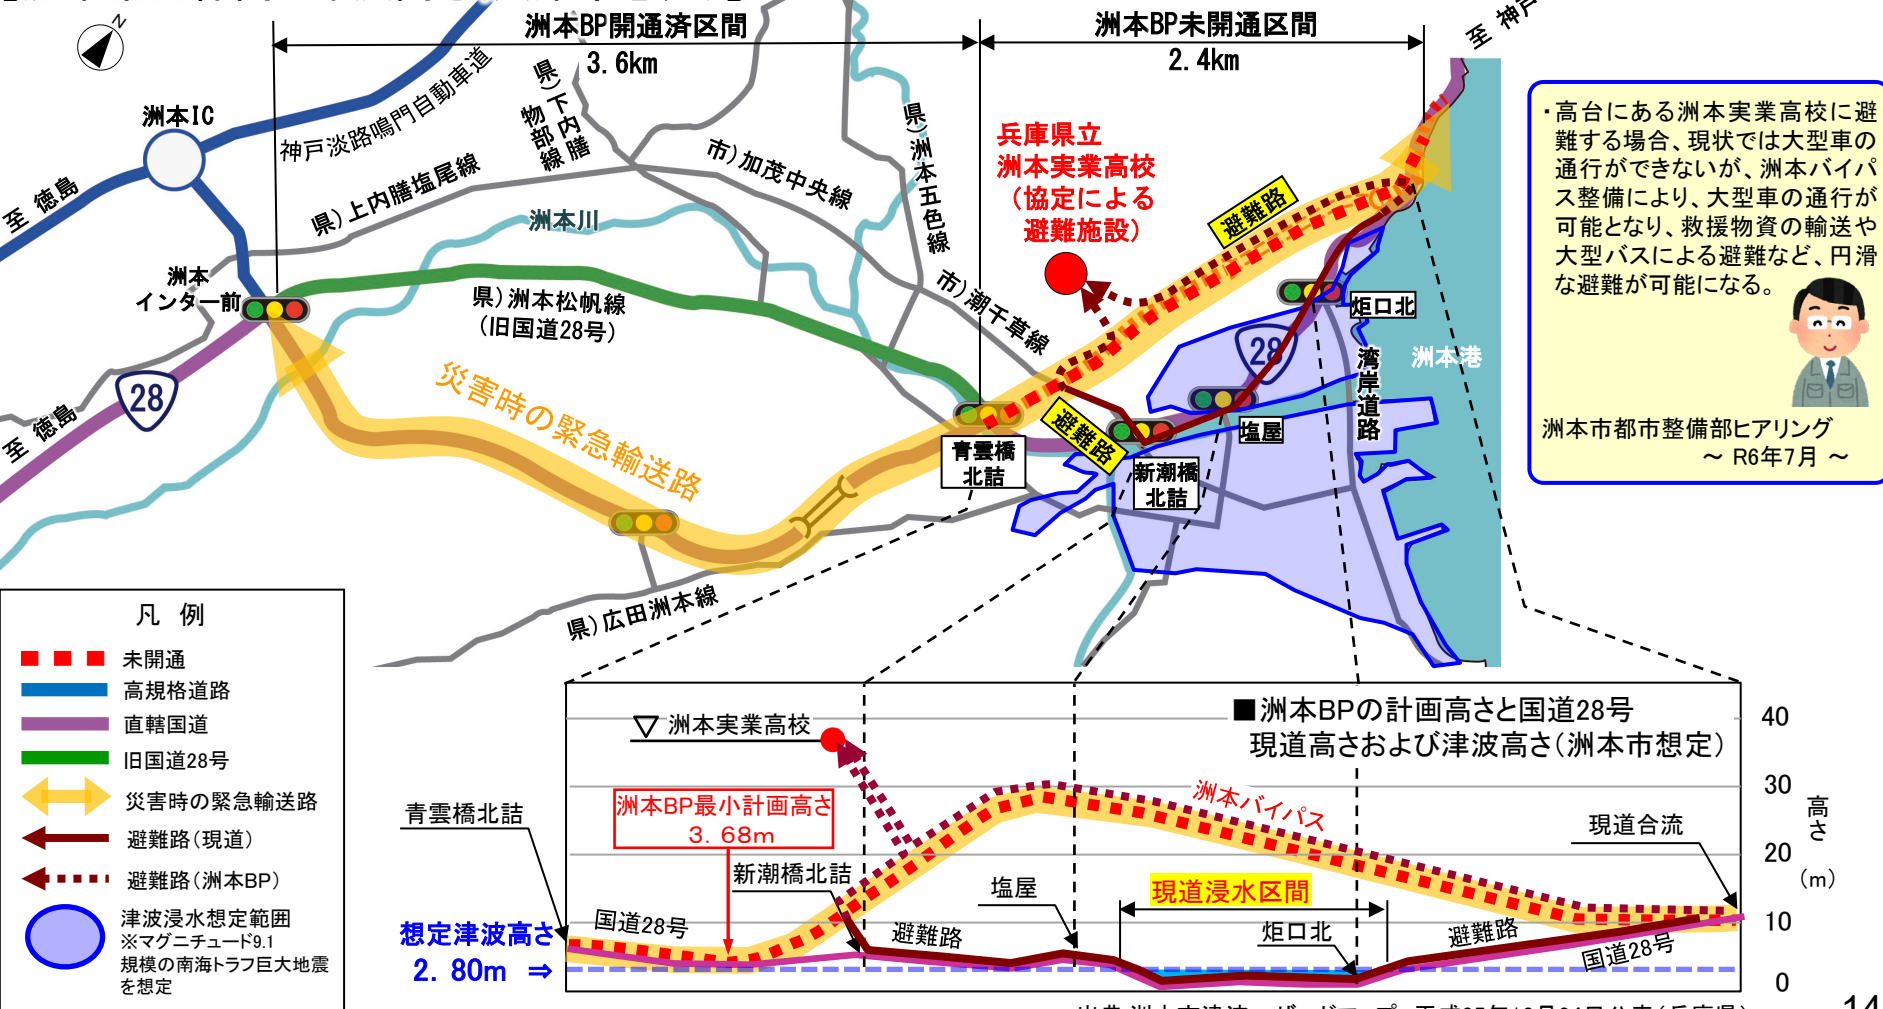 N
洲本BP開通済区間
3.6km
洲本BP未開通区間
2.4km
至 神戸
洲本IC
神戸淡路鳴門自動車道
県)下内膳
物部線
県)上内膳塩尾線
市)加茂中央線
県)洲本五色線
洲本川
至 徳島
洲本
インター前
県)洲本松帆線
(旧国道28号)
市)潮千草線
兵庫県立
洲本実業高校
(協定による
避難施設)
避難路
28
炬口北
洲本港
湾岸道路
28
至 徳島
災害時の緊急輸送路
避難路
塩屋
青雲橋
北詰
新潮橋
北詰
県)広田洲本線
・高台にある洲本実業高校に避
難する場合、現状では大型車の
通行ができないが、洲本バイパ
ス整備により、大型車の通行が
可能となり、救援物資の輸送や
大型バスによる避難など、円滑
な避難が可能になる。
洲本市都市整備部ヒアリング
～ R6年7月 ～
凡 例
未開通
高規格道路
直轄国道
旧国道28号
災害時の緊急輸送路
避難路(現道)
避難路(洲本BP)
津波浸水想定範囲
※マグニチュード9.1
規模の南海トラフ巨大地震
を想定
■洲本BPの計画高さと国道28号
現道高さおよび津波高さ(洲本市想定)
▽ 洲本実業高校
洲本BP最小計画高さ
3.68m
青雲橋北詰
新潮橋北詰
塩屋
洲本バイパス
現道浸水区間
炬口北
現道合流
国道28号
避難路
避難路
国道28号
想定津波高さ
2.80m ⇒
40
30
20
10
0
高さ
(m)
14